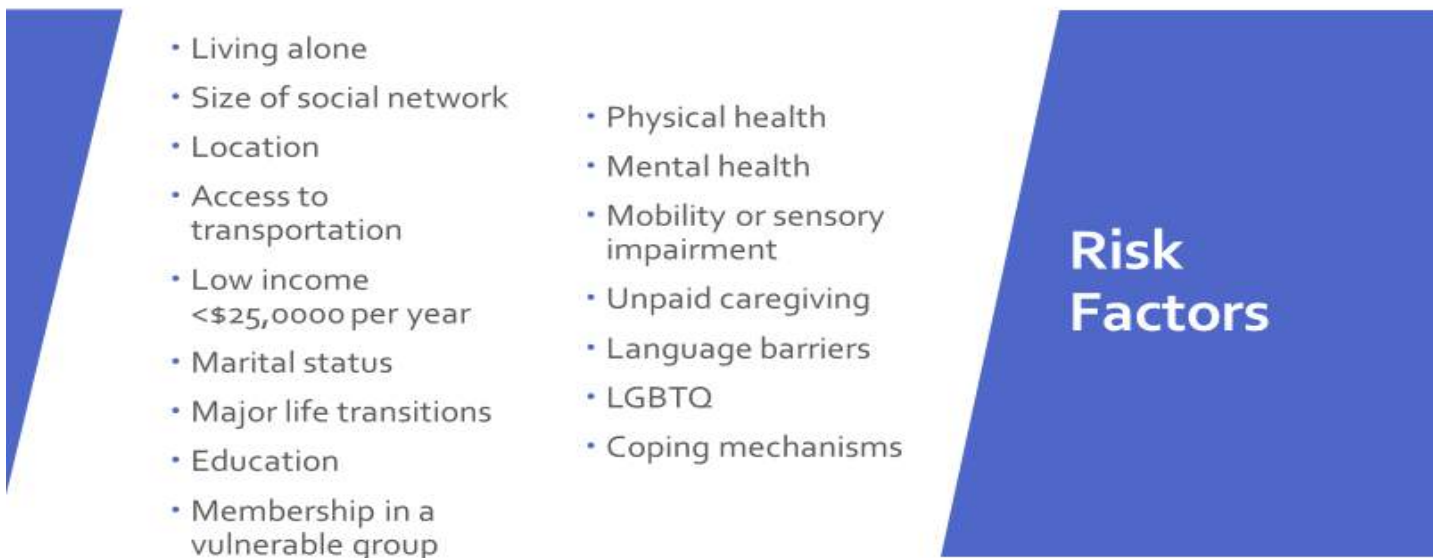 • Living alone
• Size of social network
• Location
• Access to
transportation
• Low income
<$25,0000 per year
• Marital status
• Major life transitions
• Education
• Membership in a
vulnerable group
• Physical health
• Mental health
• Mobility or sensory
impairment
• Unpaid caregiving
• Language barriers
• LGBTQ
• Coping mechanisms
Risk
Factors